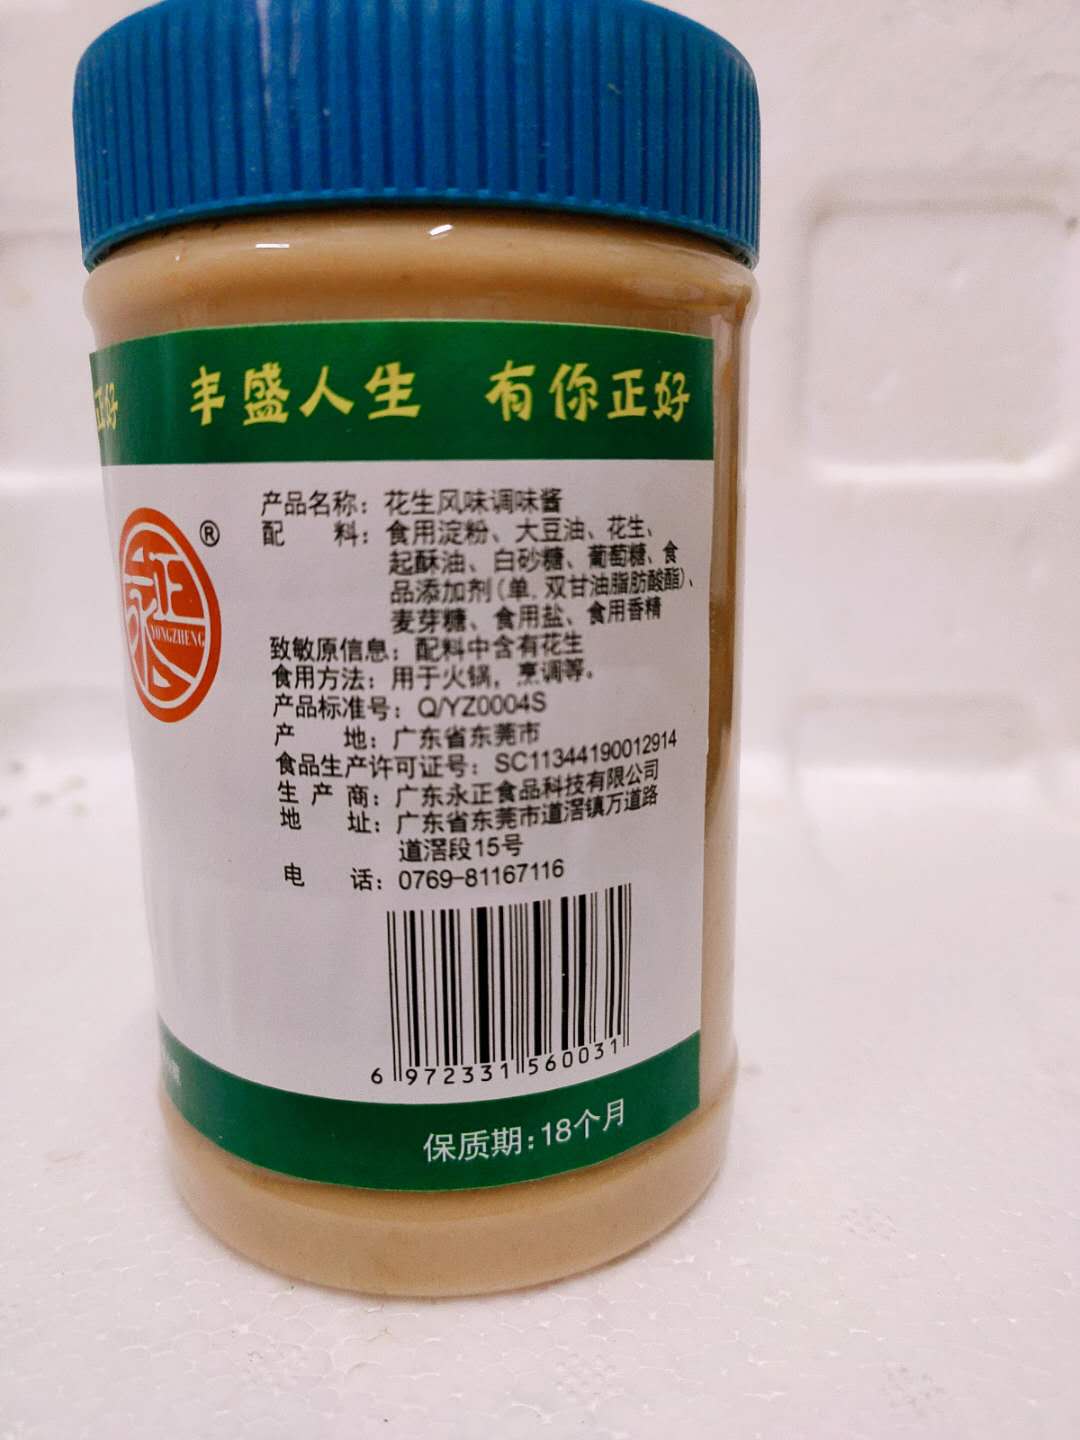 正好 丰盛人生 有你正好
永正
YONGZHENG
®
产品名称：花生风味调味酱
配 料：食用淀粉、大豆油、花生、
起酥油、白砂糖、葡萄糖、食
品添加剂（单，双甘油脂肪酸酯）、
麦芽糖、食用盐、食用香精
致敏原信息：配料中含有花生
食用方法：用于火锅，烹调等。
产品标准号：Q/YZ0004S
产 地：广东省东莞市
食品生产许可证号：SC11344190012914
生产商：广东永正食品科技有限公司
地 址：广东省东莞市道滘镇万道路
道滘段15号
电 话：0769-81167116
6 972331 560031
保质期：18个月